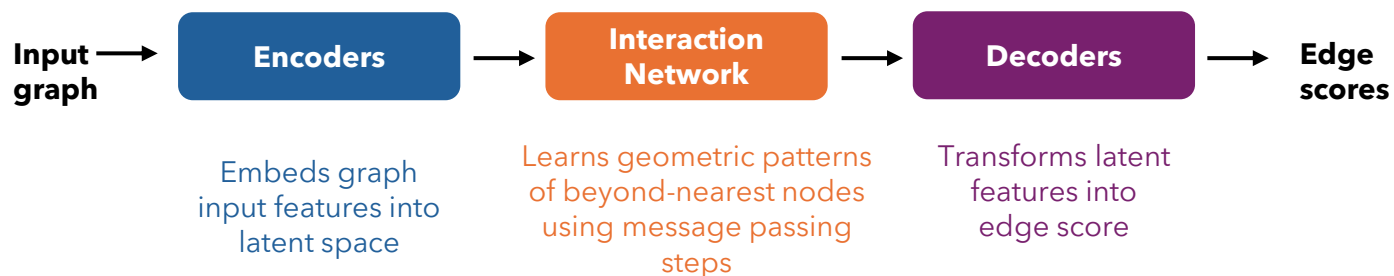 Input
graph
Encoders
Interaction
Network
Decoders
Edge
scores
Embeds graph
input features into
latent space
Learns geometric patterns
of beyond-nearest nodes
using message passing
steps
Transforms latent
features into
edge score